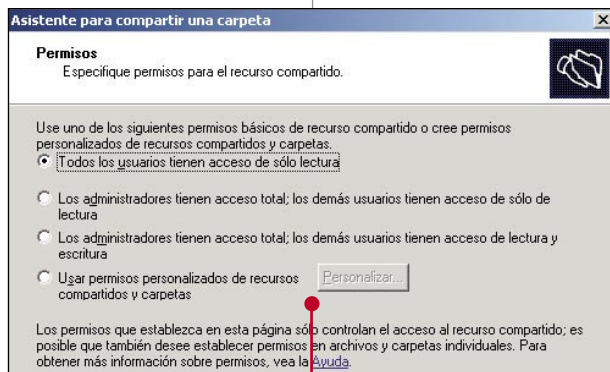 Asistente para compartir una carpeta
Permisos
Especifique permisos para el recurso compartido.
Use uno de los siguientes permisos básicos de recurso compartido o cree permisos
personalizados de recursos compartidos y carpetas.
Todos los usuarios tienen acceso de sólo lectura
Los administradores tienen acceso total; los demás usuarios tienen acceso de sólo de
lectura
Los administradores tienen acceso total; los demás usuarios tienen acceso de lectura y
escritura
Usar permisos personalizados de recursos
compartidos y carpetas
Personalizar...
Los permisos que establezca en esta página sólo controlan el acceso al recurso compartido; es
posible que también desee establecer permisos en archivos y carpetas individuales. Para
obtener más información sobre permisos, vea la Ayuda.